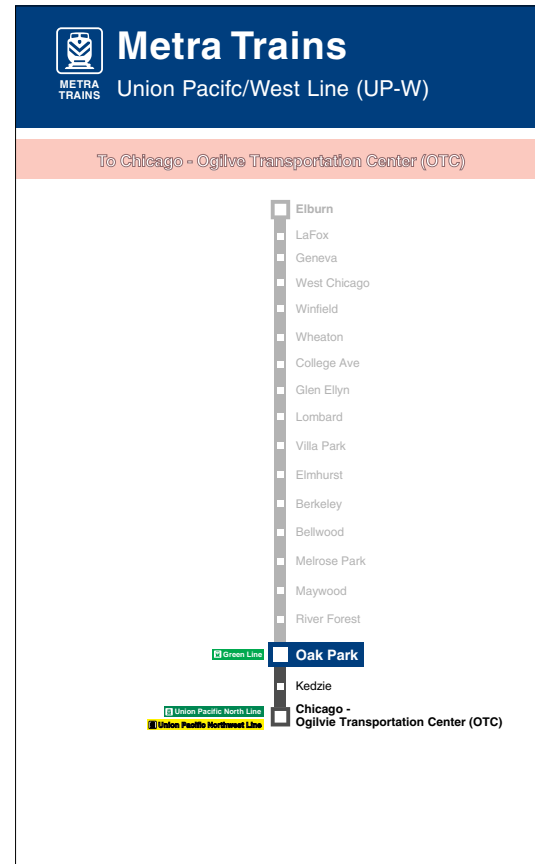 Metra Trains
METRA
TRAINS
Union Pacifc/West Line (UP-W)
To Chicago - Ogilve Transportation Center (OTC)
Elburn
LaFox
Geneva
West Chicago
Winfield
Wheaton
College Ave
Glen Ellyn
Lombard
Villa Park
Elmhurst
Berkeley
Bellwood
Melrose Park
Maywood
River Forest
Green Line
Oak Park
Kedzie
Union Pacific North Line
Union Pacific Northwest Line
Chicago -
Ogilvie Transportation Center (OTC)